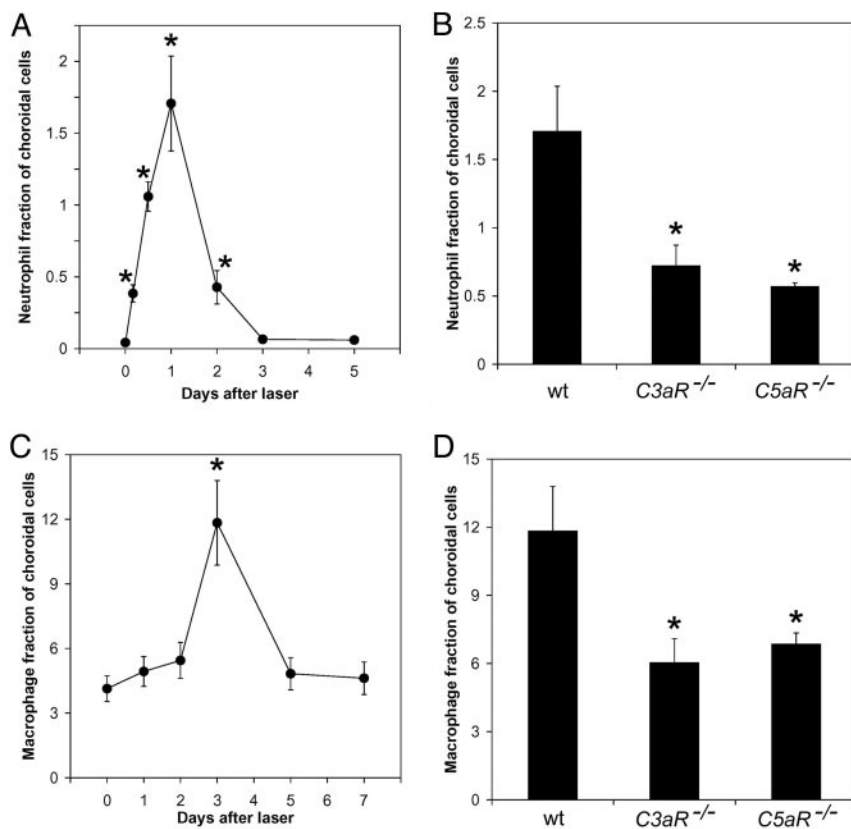 A
Neutrophil fraction of choroidal cells
2
1.5
1
0.5
0
*
*
*
*
0 1 2 3 4 5
Days after laser
B
Neutrophil fraction of choroidal cells
2.5
2
1.5
1
0.5
0
*
*
wt C3aR-/- C5aR-/-
C
Macrophage fraction of choroidal cells
15
12
9
6
3
0
*
0 1 2 3 4 5 6 7
Days after laser
D
Macrophage fraction of choroidal cells
15
12
9
6
3
0
*
*
wt C3aR-/- C5aR-/-